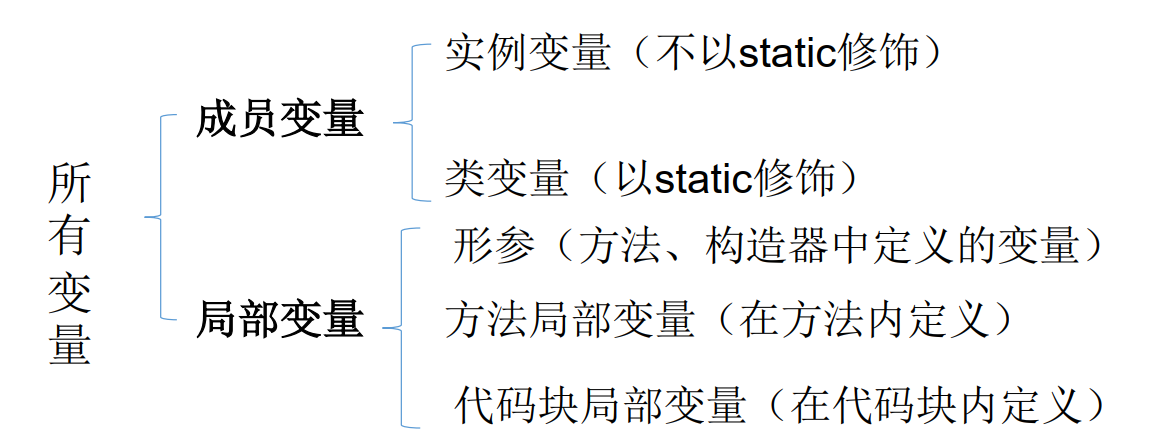 所有变量
成员变量
实例变量（不以static修饰）
类变量（以static修饰）
局部变量
形参（方法、构造器中定义的变量）
方法局部变量（在方法内定义）
代码块局部变量（在代码块内定义）